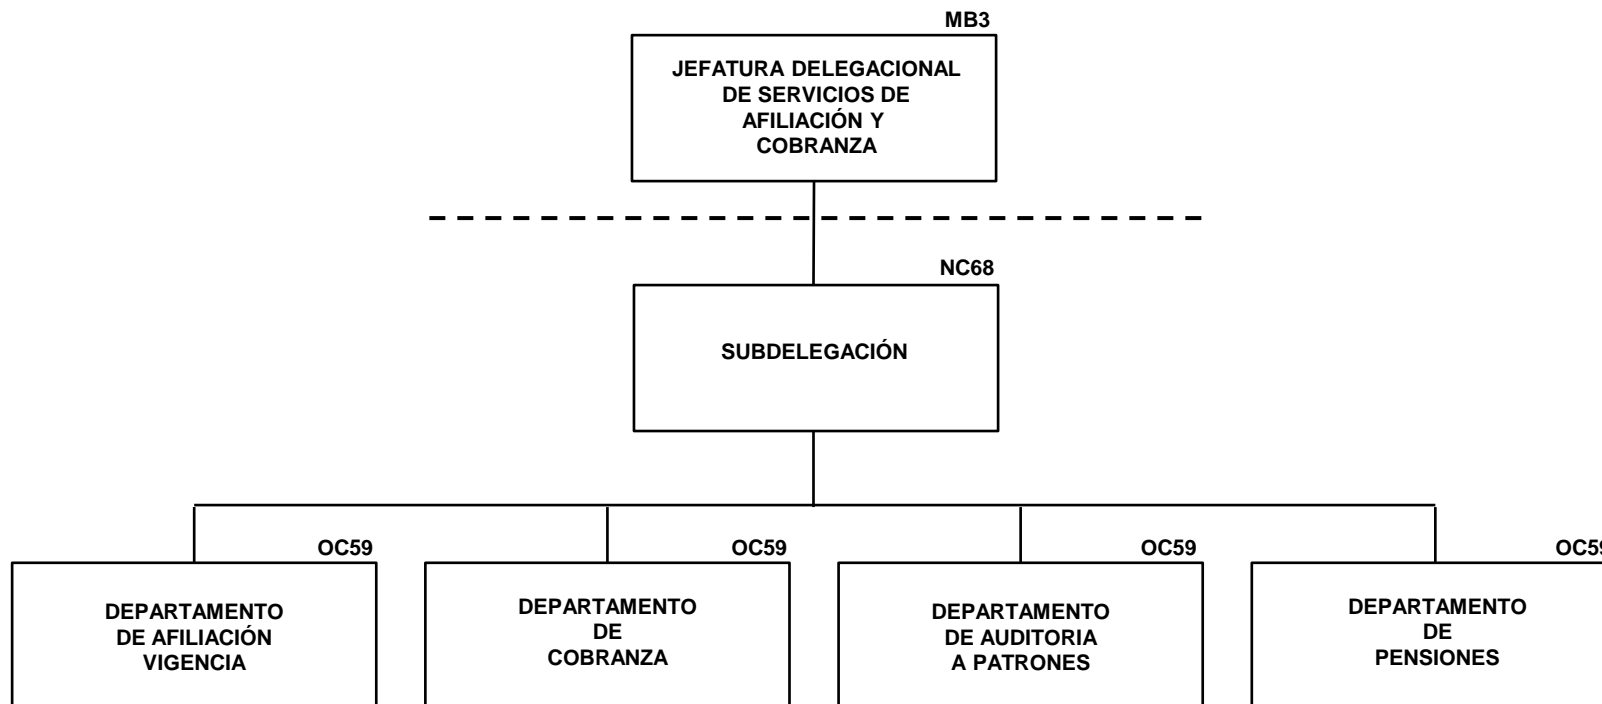 MB3
JEFATURA DELEGACIONAL
DE SERVICIOS DE
AFILIACIÓN Y
COBRANZA
NC68
SUBDELEGACIÓN
OC59
DEPARTAMENTO
DE AFILIACIÓN
VIGENCIA
OC59
DEPARTAMENTO
DE
COBRANZA
OC59
DEPARTAMENTO
DE AUDITORIA
A PATRONES
OC59
DEPARTAMENTO
DE
PENSIONES